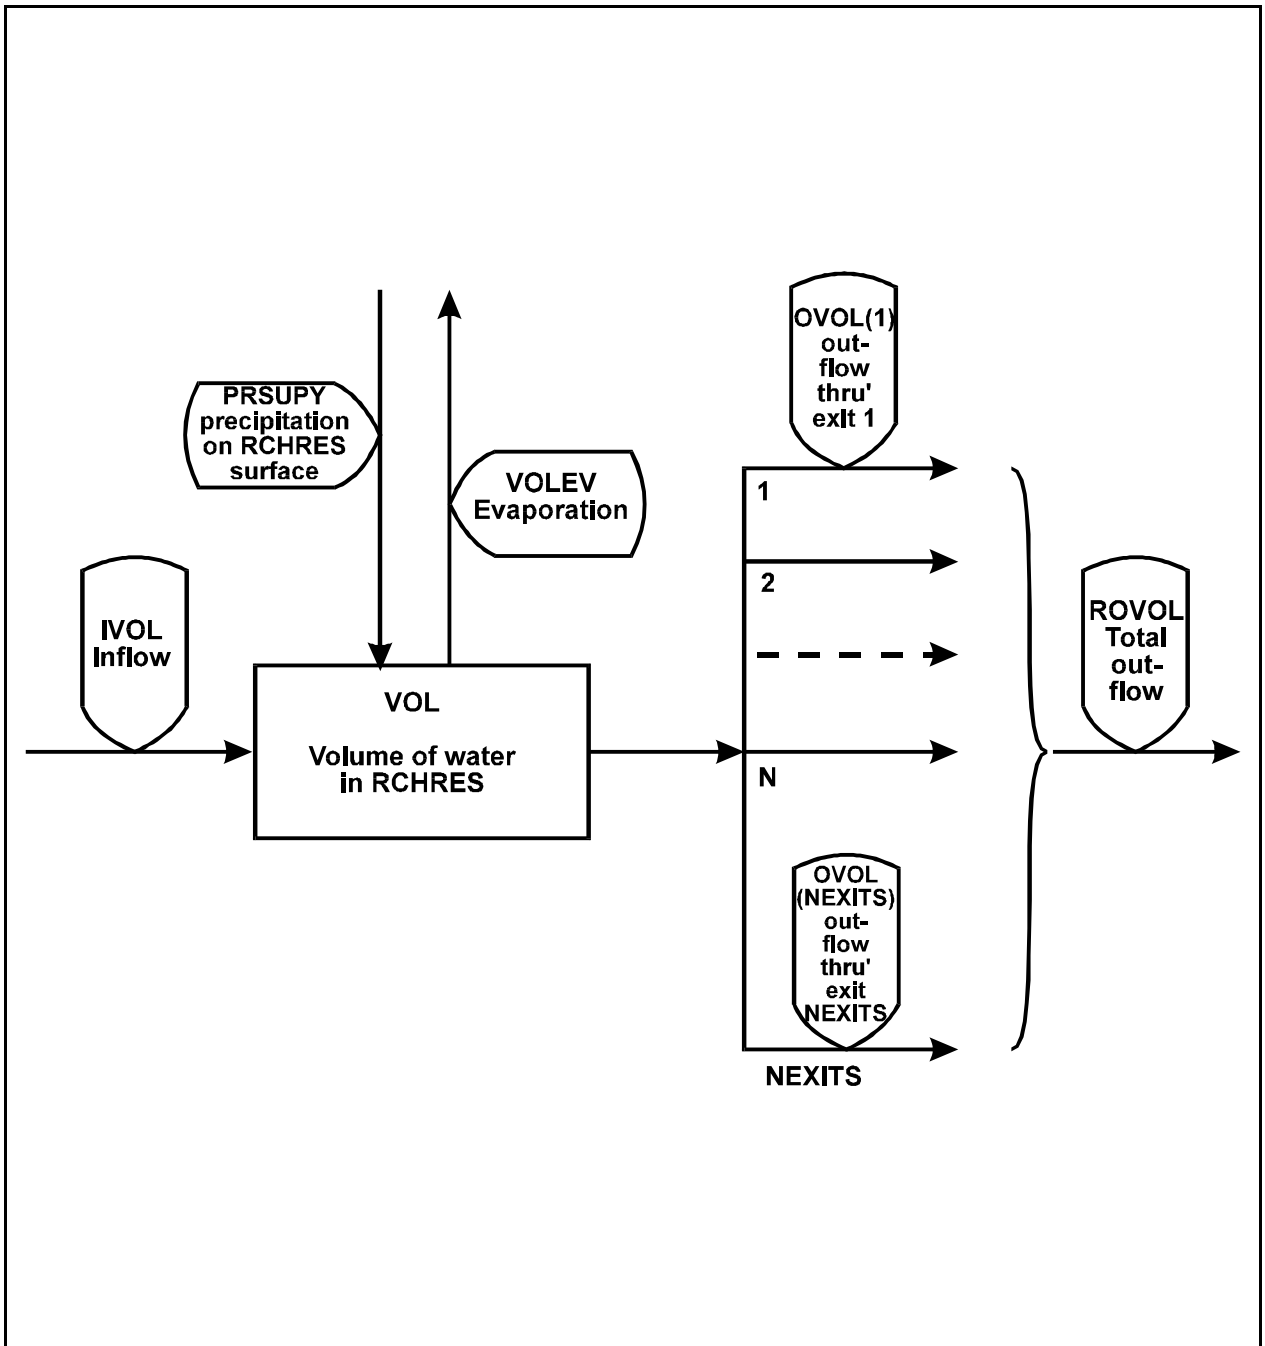 OVOL(1)
out-
flow
thru'
exit 1
PRSUPY
precipitation
on RCHRES
surface
VOLEV
Evaporation
1
2
IVOL
Inflow
ROVOL
Total
out-
flow
VOL
Volume of water
in RCHRES
N
OVOL
(NEXITS)
out-
flow
thru'
exit
NEXITS
NEXITS